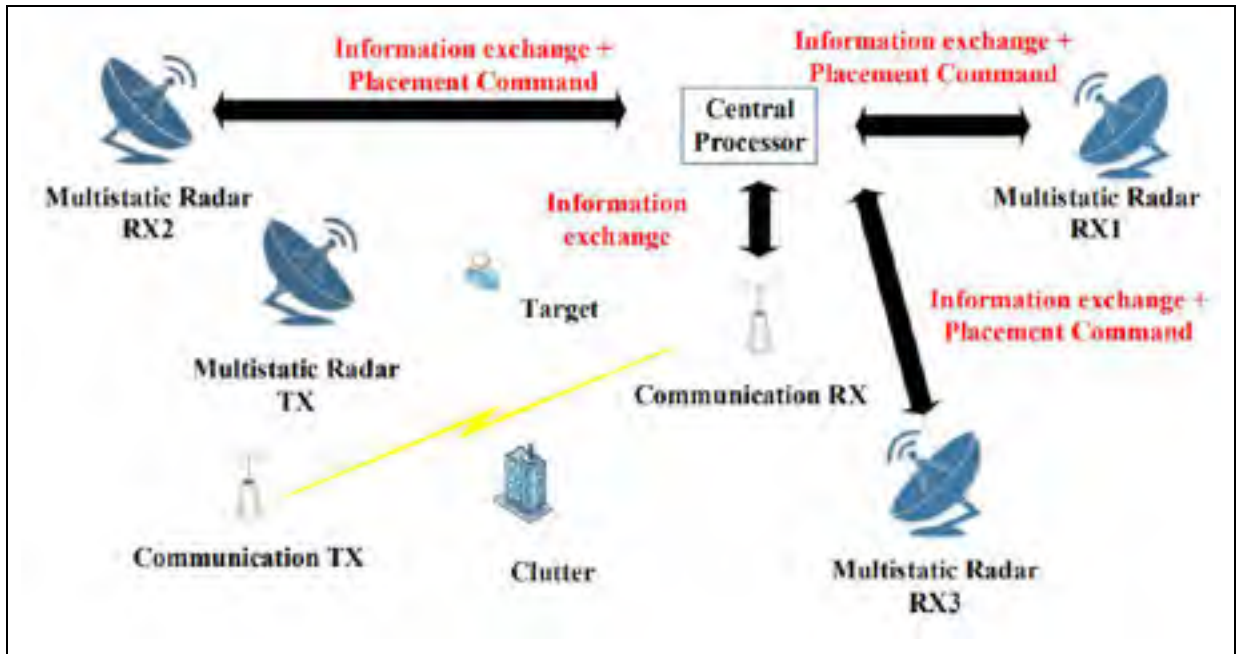 Information exchange +
Placement Command
Information exchange +
Placement Command
Central
Processor
Multistatic Radar
RX2
Multistatic Radar
RX1
Information
exchange
Target
Information exchange +
Placement Command
Multistatic Radar
TX
Communication RX
Communication TX
Clutter
Multistatic Radar
RX3